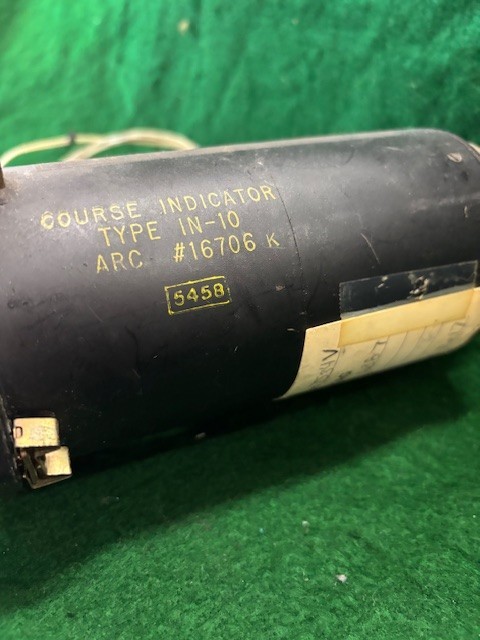 COURSE INDICATOR
TYPE IN-10
ARC #16706 K
5458